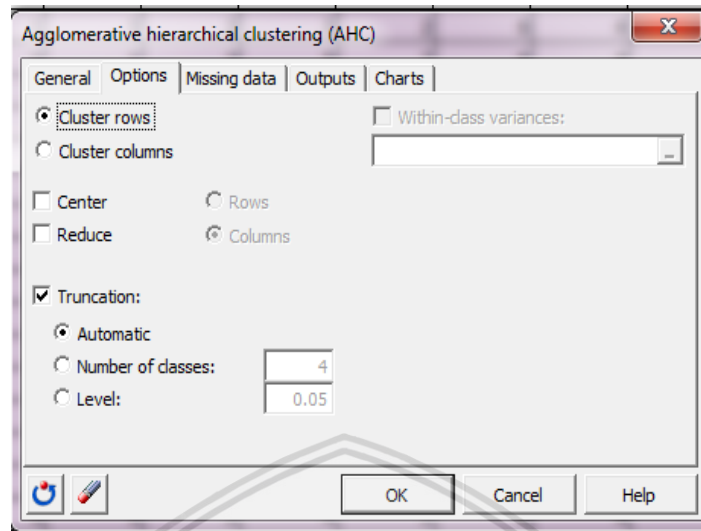 Agglomerative hierarchical clustering (AHC)
General Options Missing data Outputs Charts
Cluster rows Within-class variances:
Cluster columns
Center Rows
Reduce Columns
Truncation:
Automatic
Number of classes: 4
Level: 0.05
OK Cancel Help